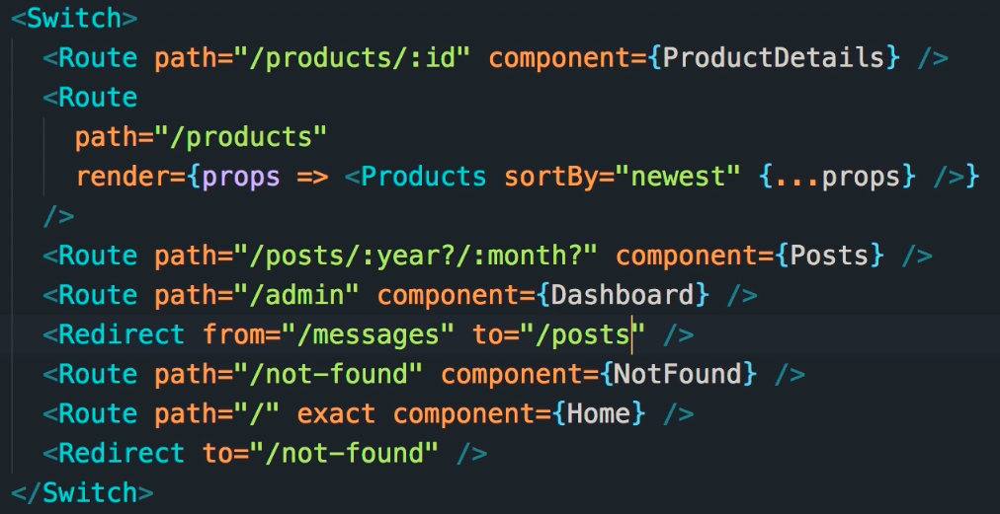 <Switch>
<Route path="/products/:id" component={ProductDetails} />
<Route
path="/products"
render={props => <Products sortBy="newest" {...props} />}
/>
<Route path="/posts/:year?/:month?" component={Posts} />
<Route path="/admin" component={Dashboard} />
<Redirect from="/messages" to="/posts" />
<Route path="/not-found" component={NotFound} />
<Route path="/" exact component={Home} />
<Redirect to="/not-found" />
</Switch>